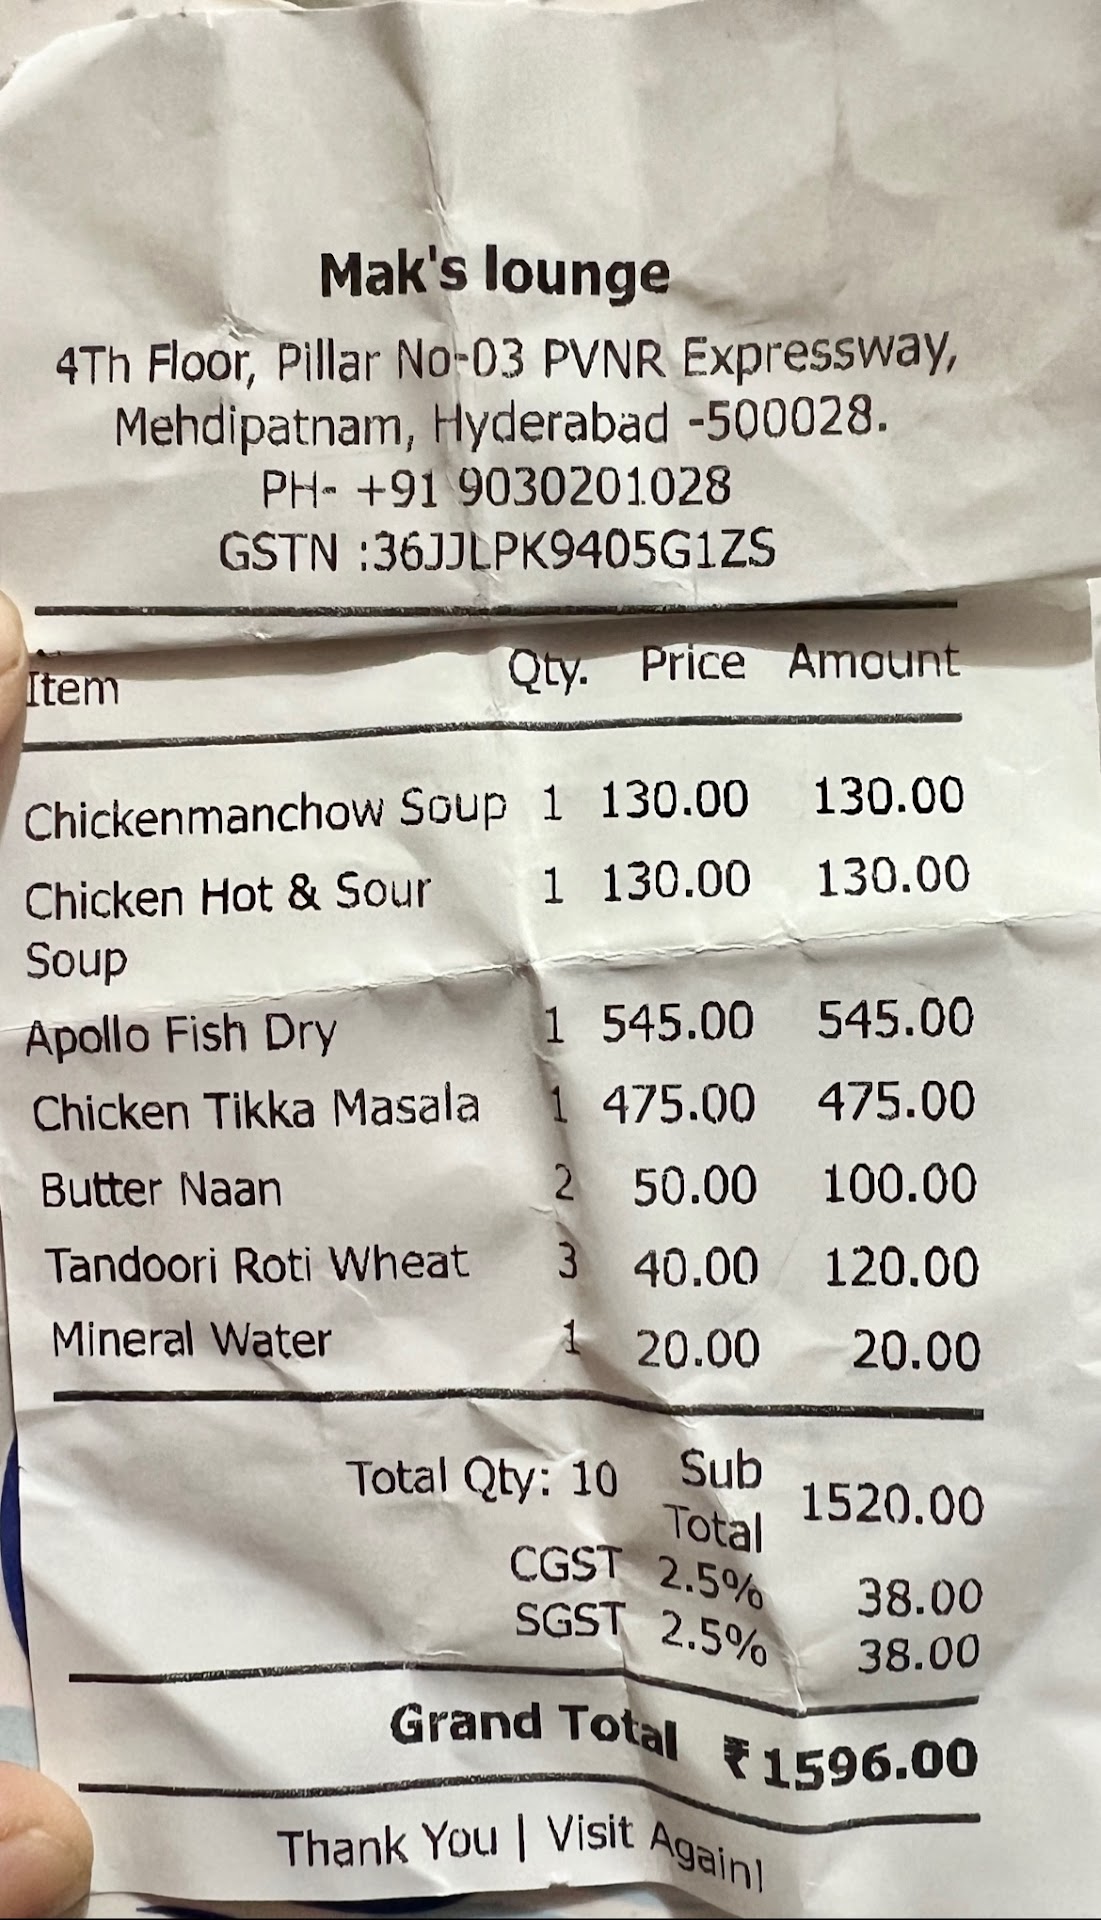 Mak's lounge
4Th Floor, Pillar No-03 PVNR Expressway,
Mehdipatnam, Hyderabad -500028.
PH- +91 9030201028
GSTN :36JJLPK9405G1ZS
Item Qty. Price Amount
Chickenmanchow Soup 1 130.00 130.00
Chicken Hot & Sour 1 130.00 130.00
Soup
Apollo Fish Dry 1 545.00 545.00
Chicken Tikka Masala 1 475.00 475.00
Butter Naan 2 50.00 100.00
Tandoori Roti Wheat 3 40.00 120.00
Mineral Water 1 20.00 20.00
Total Qty: 10 Sub 1520.00
Total
CGST 2.5% 38.00
SGST 2.5% 38.00
Grand Total ₹1596.00
Thank You | Visit Again!